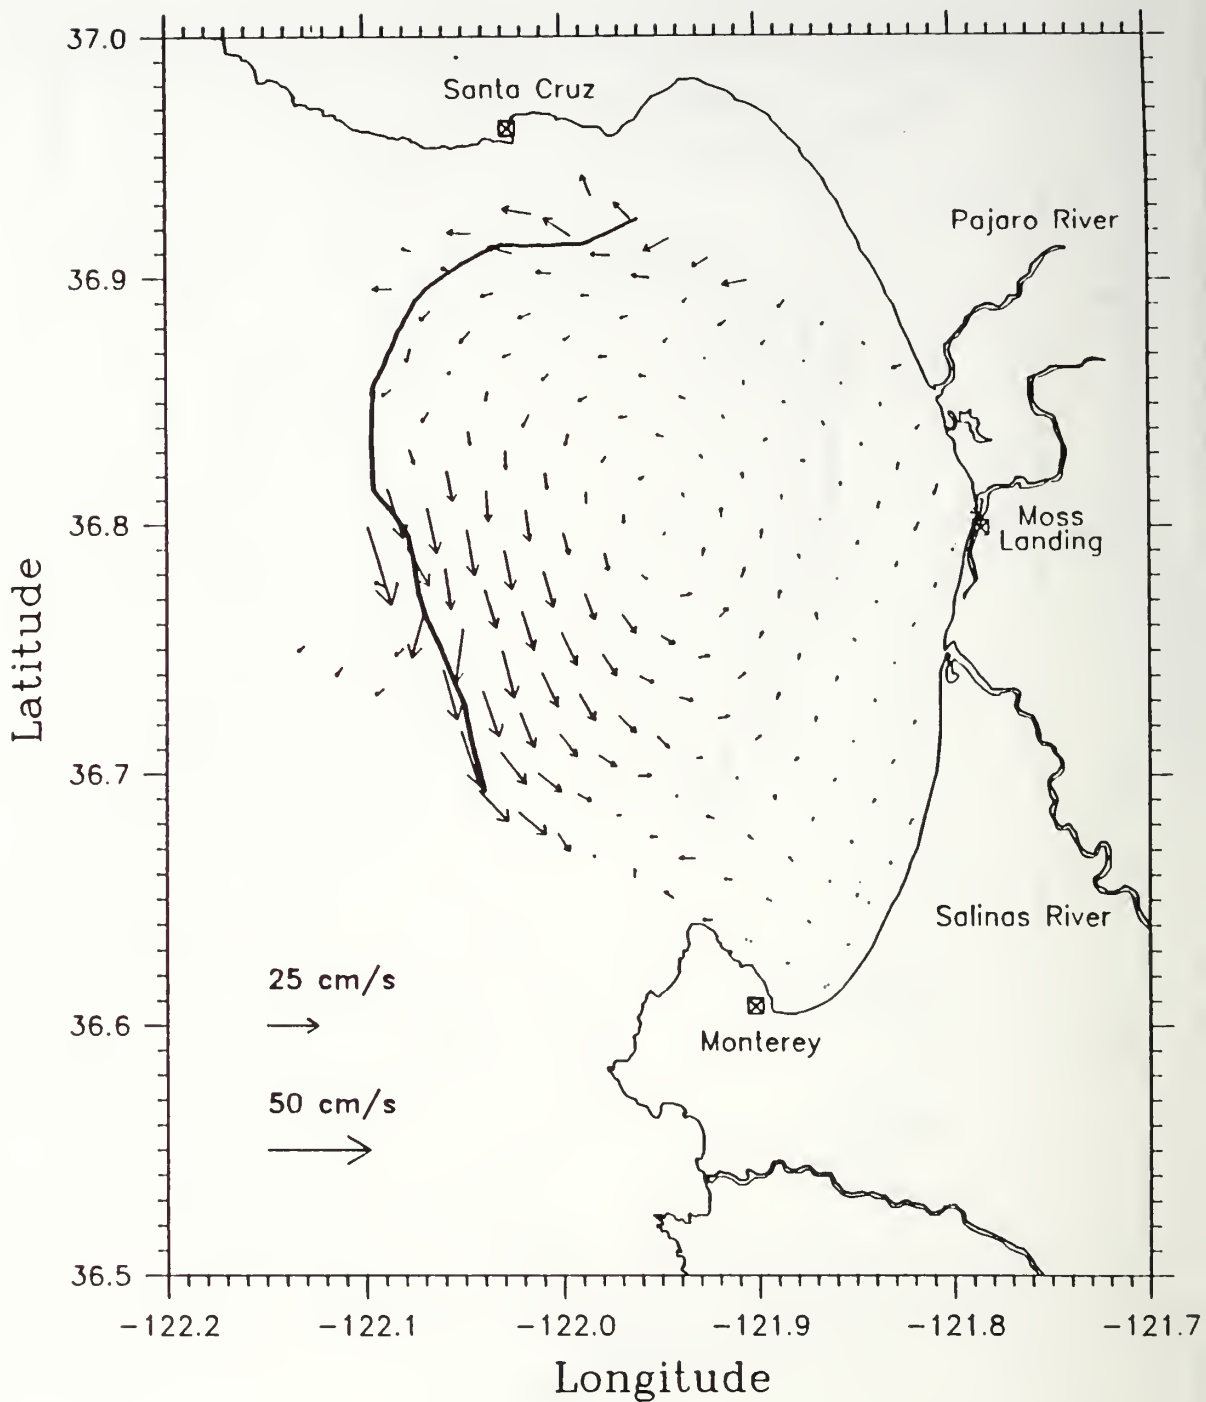 37.0
Santa Cruz
Pajaro River
36.9
Moss
Landing
36.8
Latitude
36.7
Salinas River
25 cm/s
36.6
Monterey
50 cm/s
36.5
-122.2
-122.1
-122.0
-121.9
-121.8
-121.7
Longitude